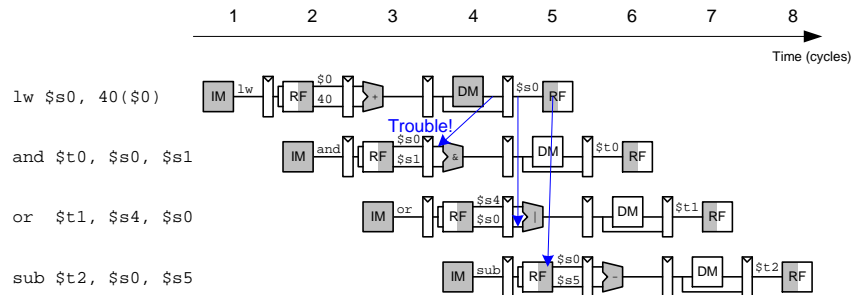 1 2 3 4 5 6 7 8
Time (cycles)
lw $s0, 40($0) IM lw RF $0 40 + DM $s0 RF
Trouble!
and $t0, $s0, $s1 IM and RF $s0 $s1 & DM $t0 RF
or $t1, $s4, $s0 IM or RF $s4 $s0 | DM $t1 RF
sub $t2, $s0, $s5 IM sub RF $s0 $s5 - DM $t2 RF